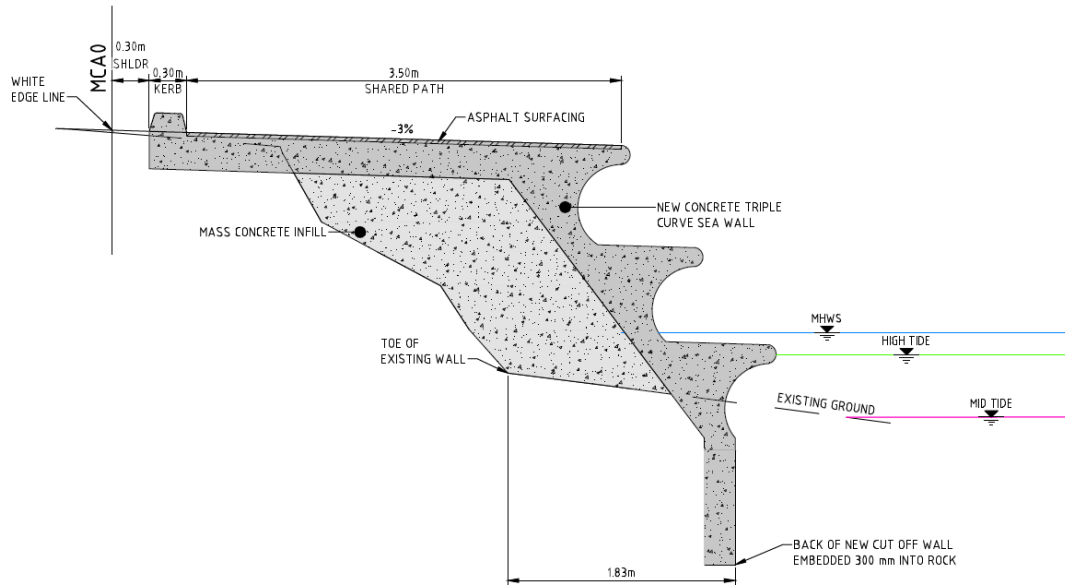 MCA0
0.30m
SHLDR
0.30m
KERB
3.50m
SHARED PATH
WHITE
EDGE LINE
-3%
ASPHALT SURFACING
MASS CONCRETE INFILL
NEW CONCRETE TRIPLE
CURVE SEA WALL
MHWS
HIGH TIDE
TOE OF
EXISTING WALL
EXISTING GROUND
MID TIDE
BACK OF NEW CUT OFF WALL
EMBEDDED 300 mm INTO ROCK
1.83m